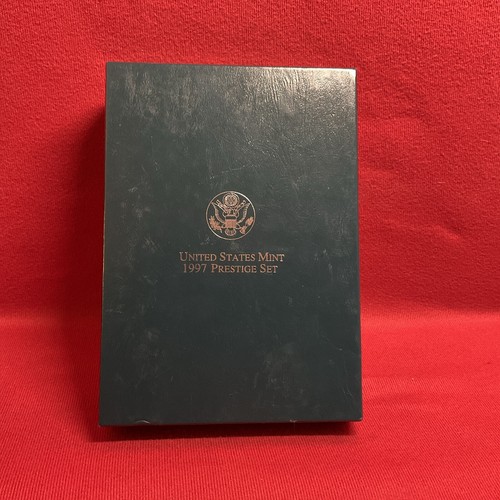 United States Mint
1997 Prestige Set